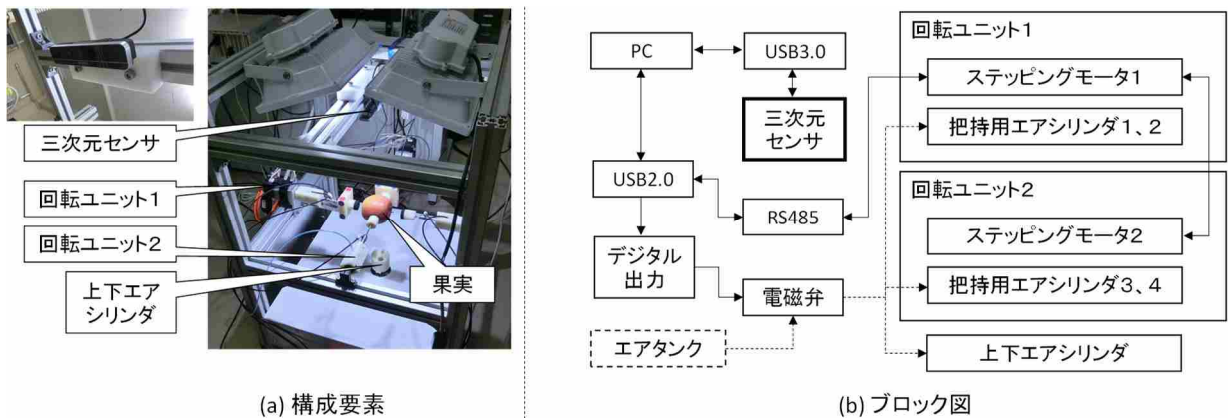 三次元センサ
回転ユニット1
回転ユニット2
上下エア
シリンダ
果実
(a) 構成要素
PC
USB3.0
三次元
センサ
USB2.0
RS485
デジタル
出力
電磁弁
エアタンク
回転ユニット1
ステッピングモータ1
把持用エアシリンダ1、2
回転ユニット2
ステッピングモータ2
把持用エアシリンダ3、4
上下エアシリンダ
(b) ブロック図